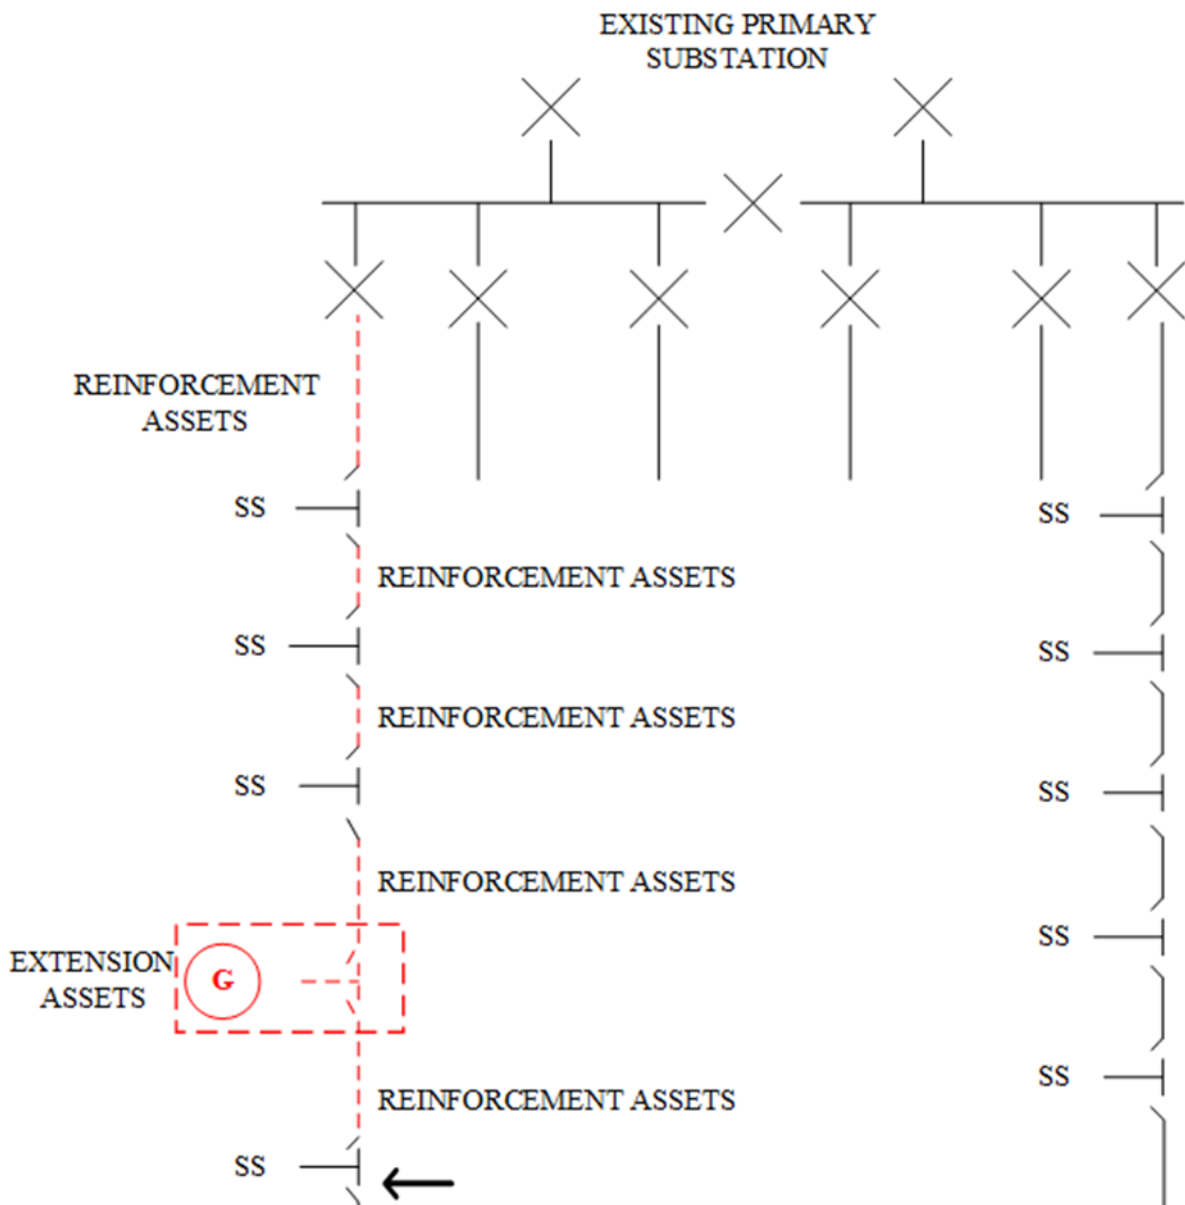 EXISTING PRIMARY
SUBSTATION
REINFORCEMENT
ASSETS
SS
SS
REINFORCEMENT ASSETS
SS
SS
REINFORCEMENT ASSETS
SS
SS
REINFORCEMENT ASSETS
SS
EXTENSION
ASSETS
G
SS
REINFORCEMENT ASSETS
SS